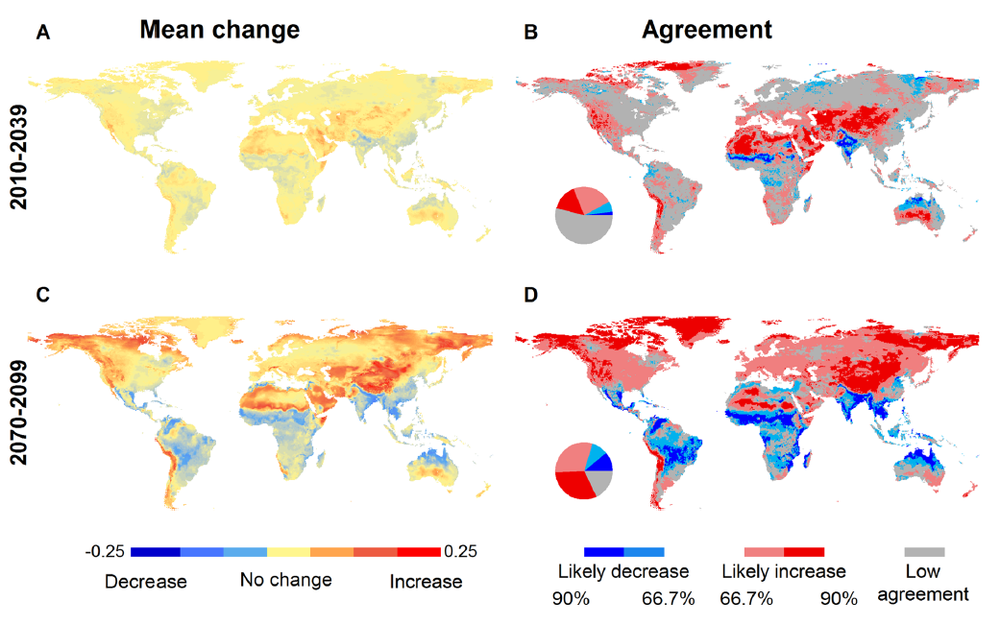 A Mean change
B Agreement
2010-2039
C
D
2070-2099
-0.25 0.25
Decrease No change Increase
Likely decrease
90% 66.7%
Likely increase
66.7% 90%
Low
agreement